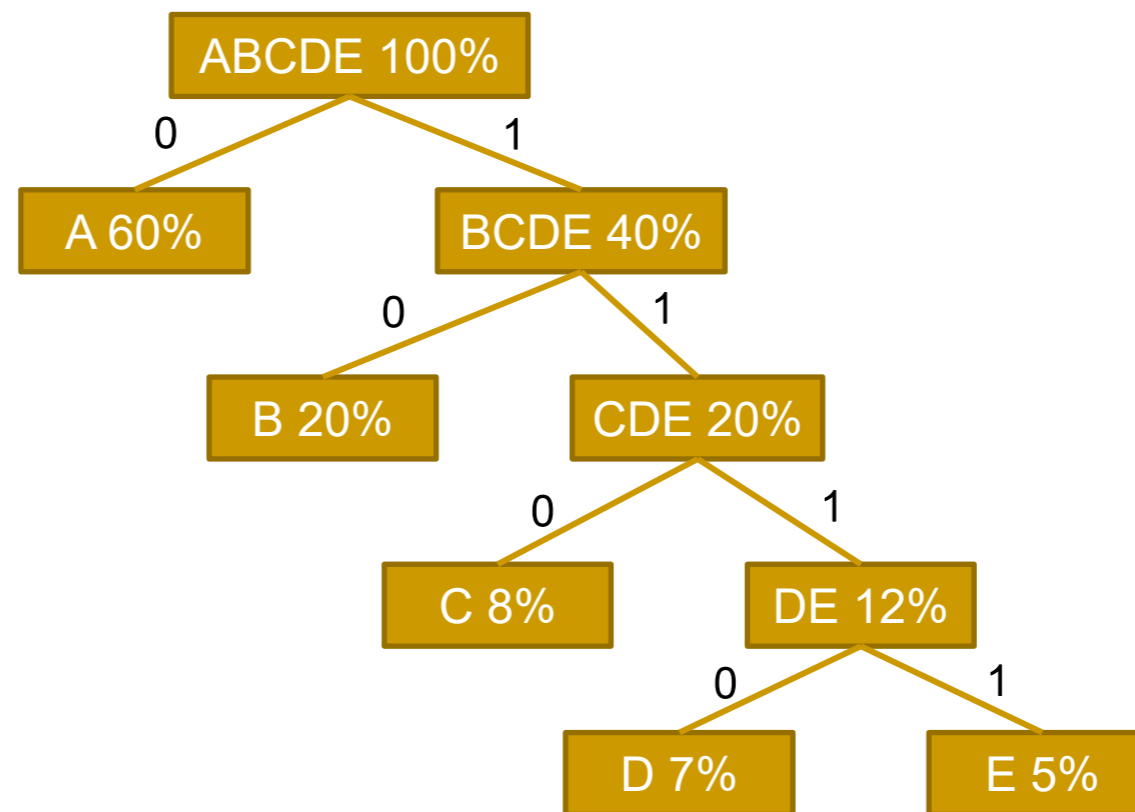 ABCDE 100%
0
1
A 60%
BCDE 40%
0
1
B 20%
CDE 20%
0
1
C 8%
DE 12%
0
1
D 7%
E 5%